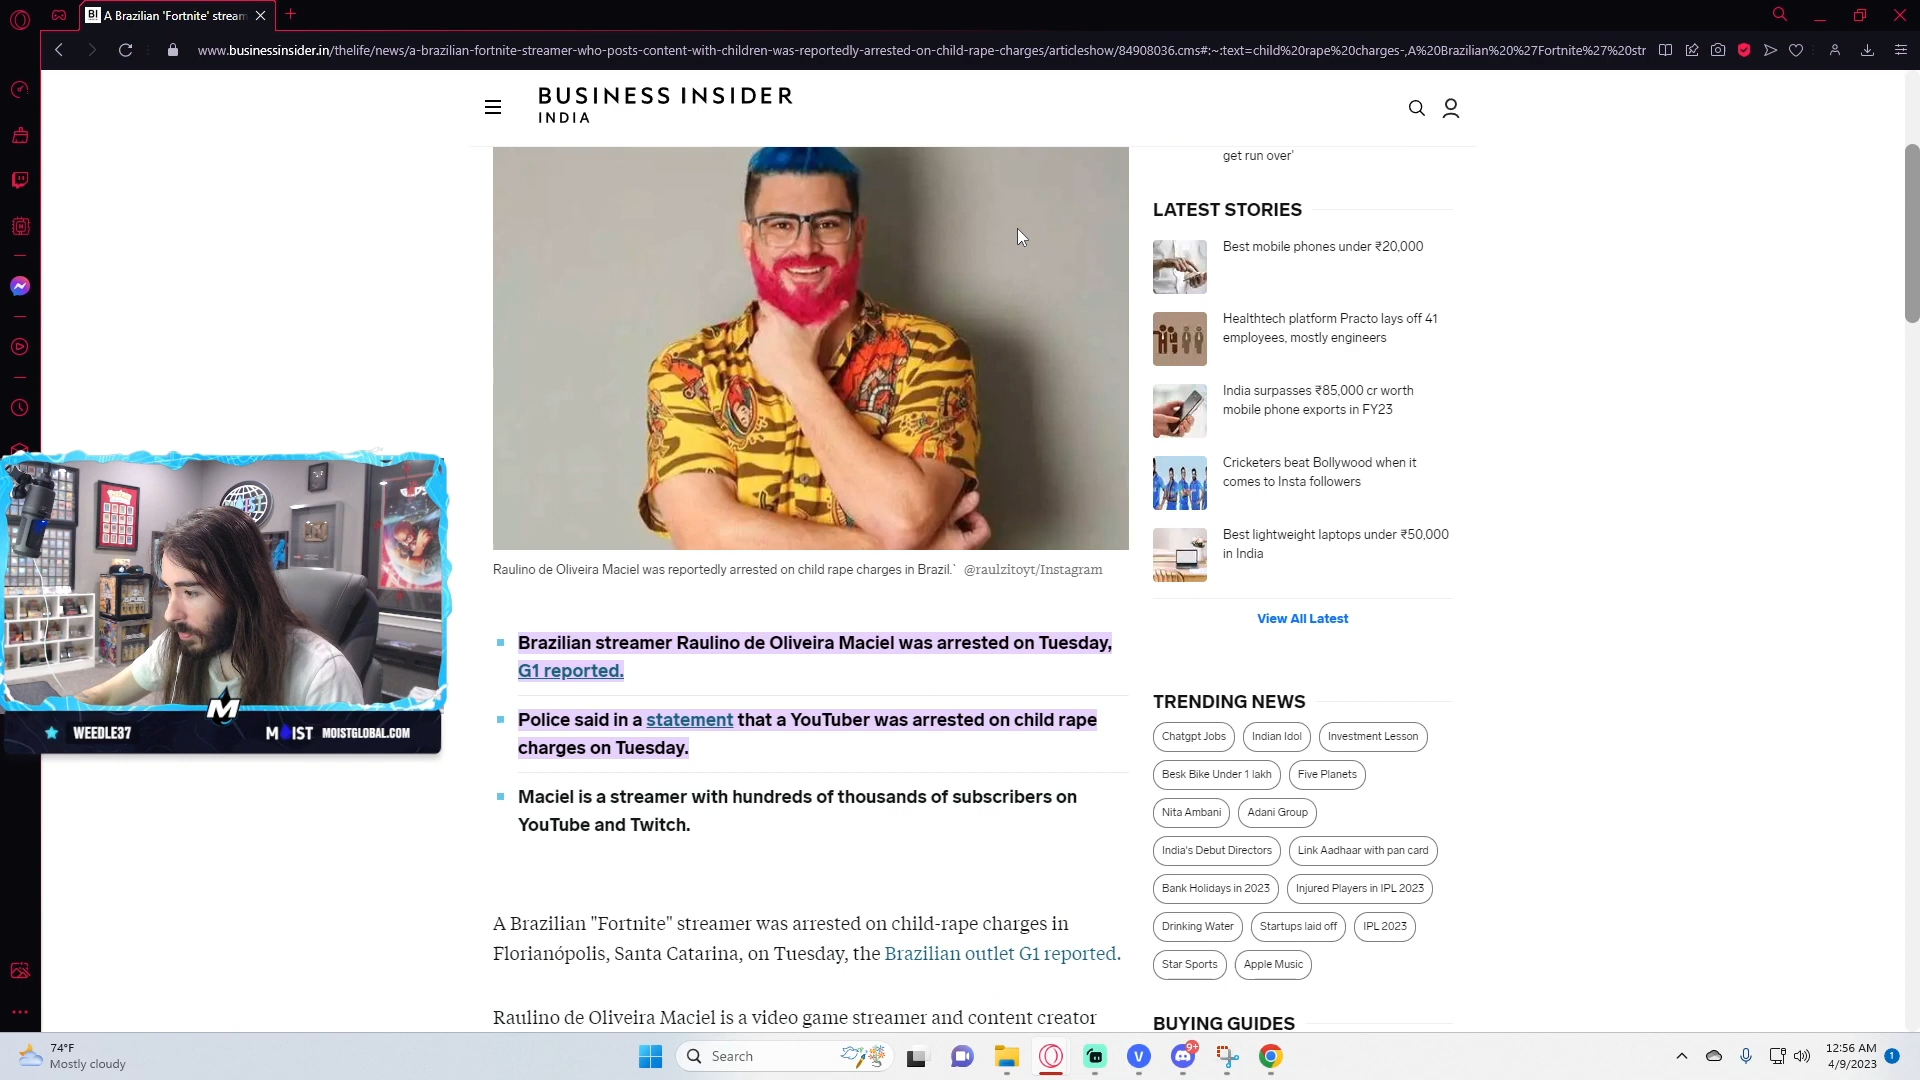 A Brazilian 'Fortnite' stream
www.businessinsider.in/thelife/news/a-brazilian-fortnite-streamer-who-posts-content-with-children-was-reportedly-arrested-on-child-rape-charges/articleshow/84908036.cms#:~:text=child%20rape%20charges-,A%20Brazilian%20%27Fortnite%27%20str
BUSINESS INSIDER
INDIA
Raulino de Oliveira Maciel was reportedly arrested on child rape charges in Brazil.` @raulzitoyt/Instagram
Brazilian streamer Raulino de Oliveira Maciel was arrested on Tuesday,
G1 reported.
Police said in a statement that a YouTuber was arrested on child rape
charges on Tuesday.
Maciel is a streamer with hundreds of thousands of subscribers on
YouTube and Twitch.
A Brazilian "Fortnite" streamer was arrested on child-rape charges in
Florianópolis, Santa Catarina, on Tuesday, the Brazilian outlet G1 reported.
Raulino de Oliveira Maciel is a video game streamer and content creator
get run over'
LATEST STORIES
Best mobile phones under ₹20,000
Healthtech platform Practo lays off 41
employees, mostly engineers
India surpasses ₹85,000 cr worth
mobile phone exports in FY23
Cricketers beat Bollywood when it
comes to Insta followers
Best lightweight laptops under ₹50,000
in India
View All Latest
TRENDING NEWS
Chatgpt Jobs Indian Idol Investment Lesson
Besk Bike Under 1 lakh Five Planets
Nita Ambani Adani Group
India's Debut Directors Link Aadhaar with pan card
Bank Holidays in 2023 Injured Players in IPL 2023
Drinking Water Startups laid off IPL 2023
Star Sports Apple Music
BUYING GUIDES
WEEDLE37 MOIST MOISTGLOBAL.COM
74°F
Mostly cloudy
Search
9+
12:56 AM
4/9/2023
1